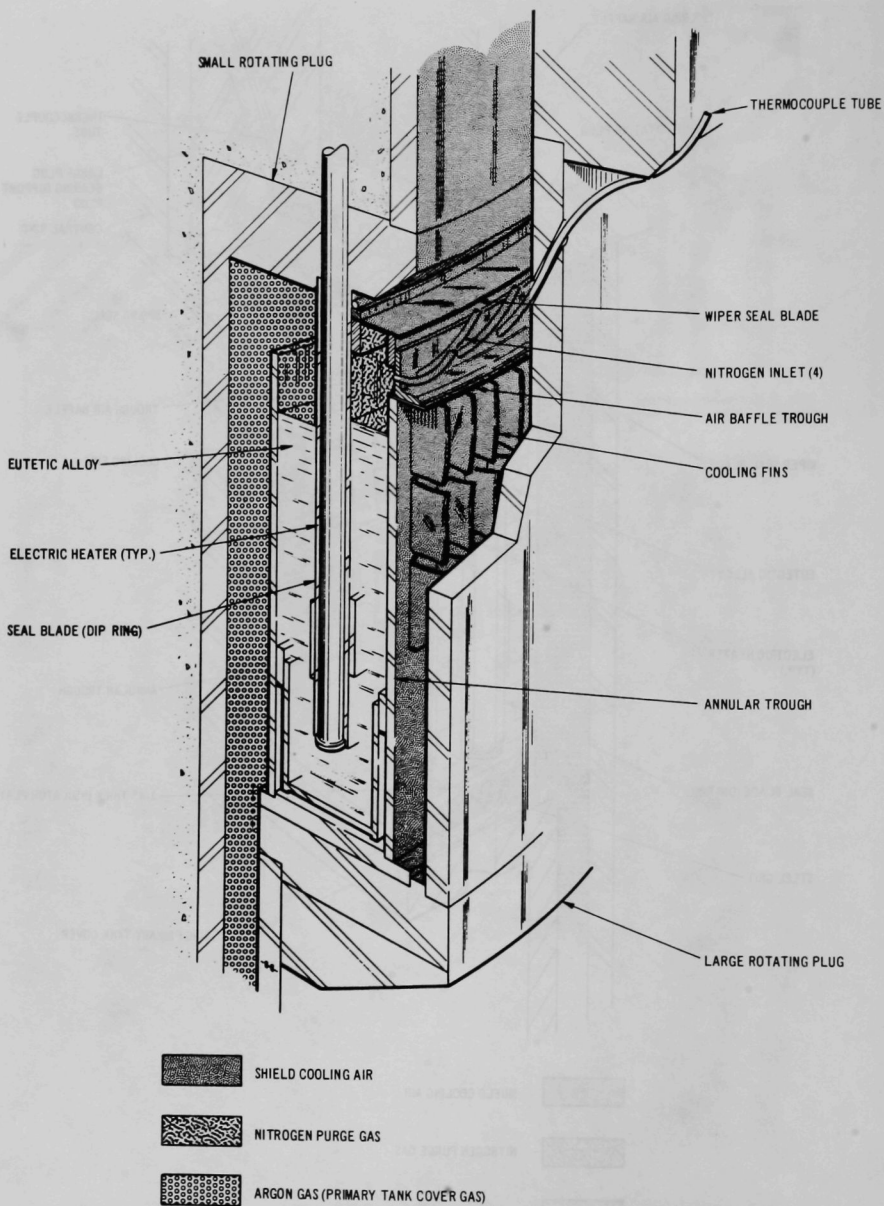 SMALL ROTATING PLUG
THERMOCOUPLE TUBE
WIPER SEAL BLADE
NITROGEN INLET (4)
AIR BAFFLE TROUGH
COOLING FINS
EUTETIC ALLOY
ELECTRIC HEATER (TYP.)
SEAL BLADE (DIP RING)
ANNULAR TROUGH
LARGE ROTATING PLUG
SHIELD COOLING AIR
NITROGEN PURGE GAS
ARGON GAS (PRIMARY TANK COVER GAS)